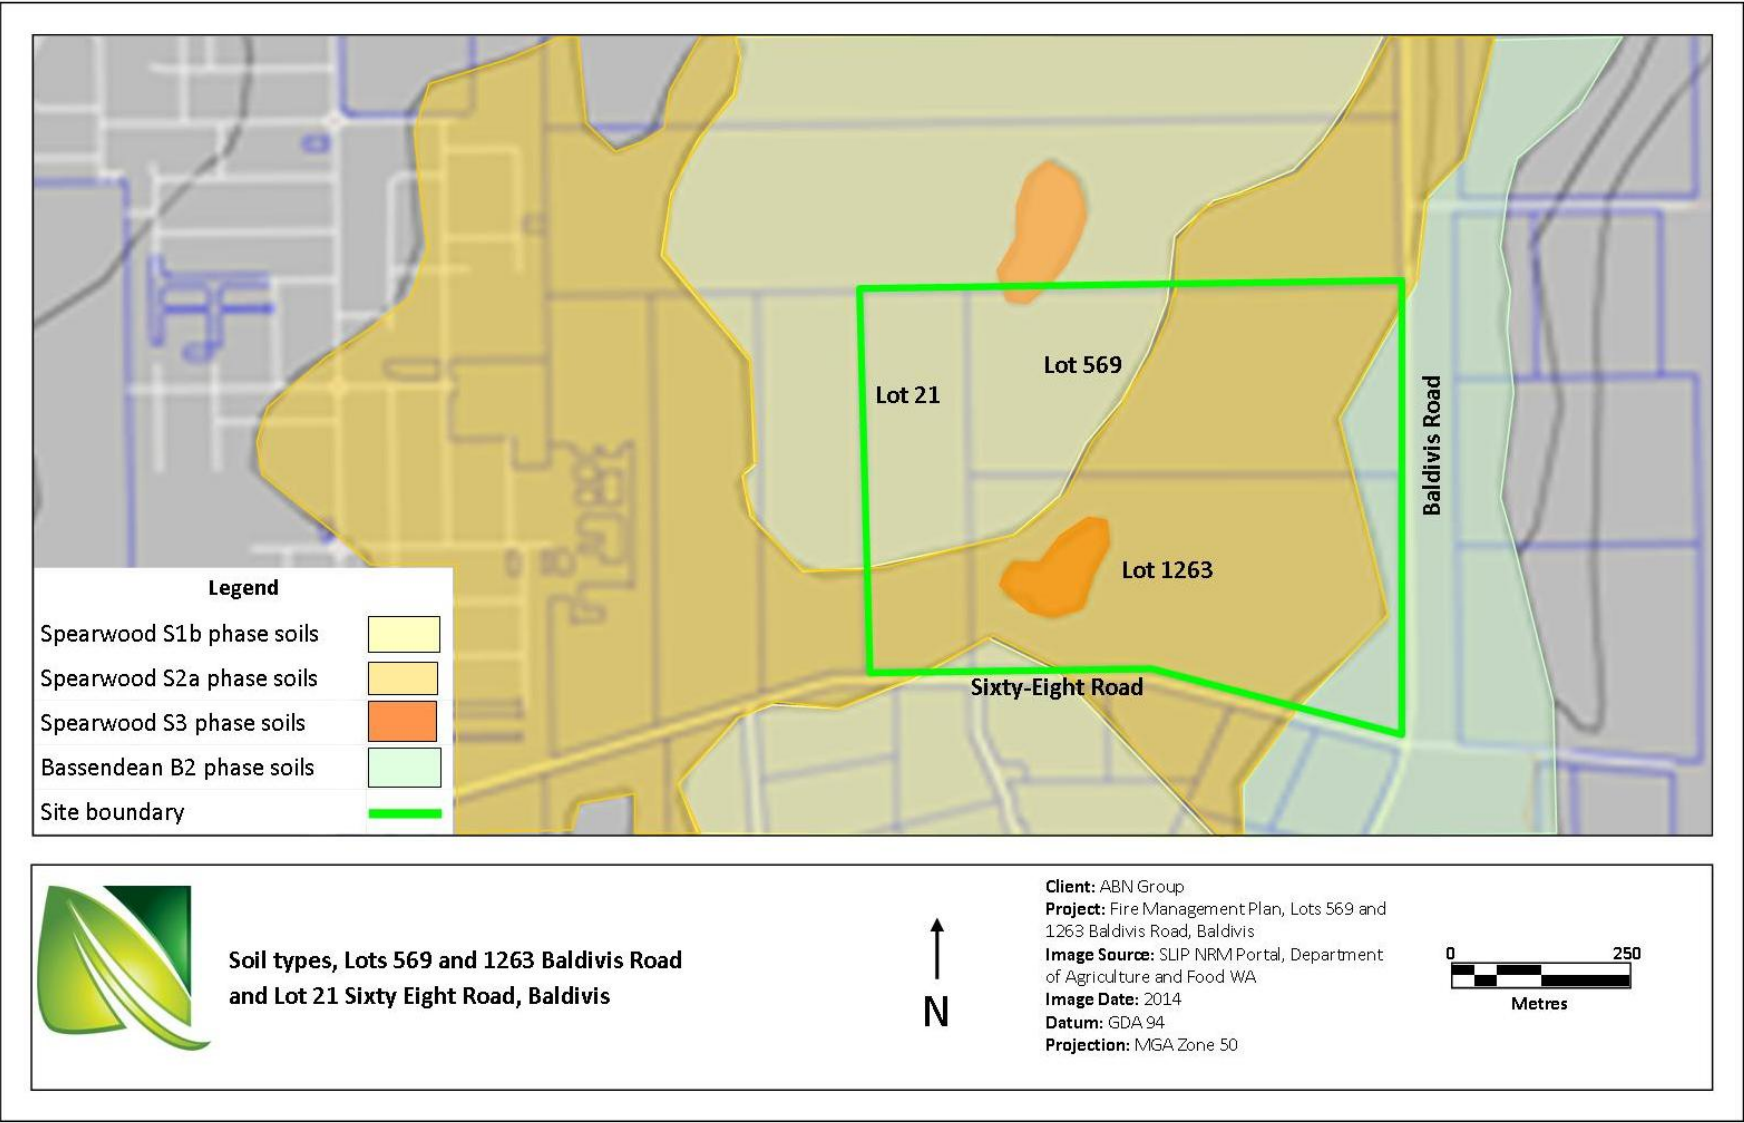 Lot 569
Lot 21
Baldivis Road
Lot 1263
Sixty-Eight Road
Legend
Spearwood S1b phase soils
Spearwood S2a phase soils
Spearwood S3 phase soils
Bassendean B2 phase soils
Site boundary
Soil types, Lots 569 and 1263 Baldivis Road
and Lot 21 Sixty Eight Road, Baldivis
N
Client: ABN Group
Project: Fire Management Plan, Lots 569 and
1263 Baldivis Road, Baldivis
Image Source: SLIP NRM Portal, Department
of Agriculture and Food WA
Image Date: 2014
Datum: GDA 94
Projection: MGA Zone 50
0 250
Metres